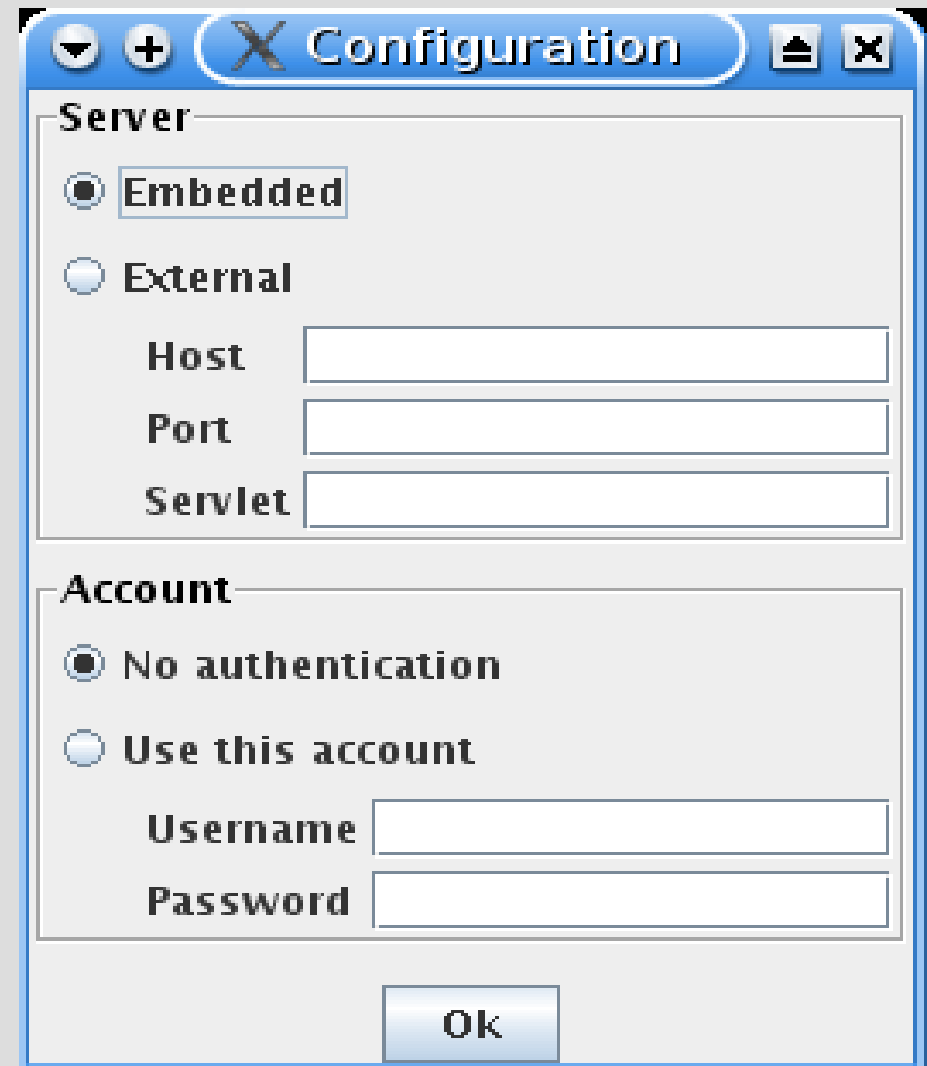 Configuration
Server
Embedded
External
Host
Port
Servlet
Account
No authentication
Use this account
Username
Password
Ok